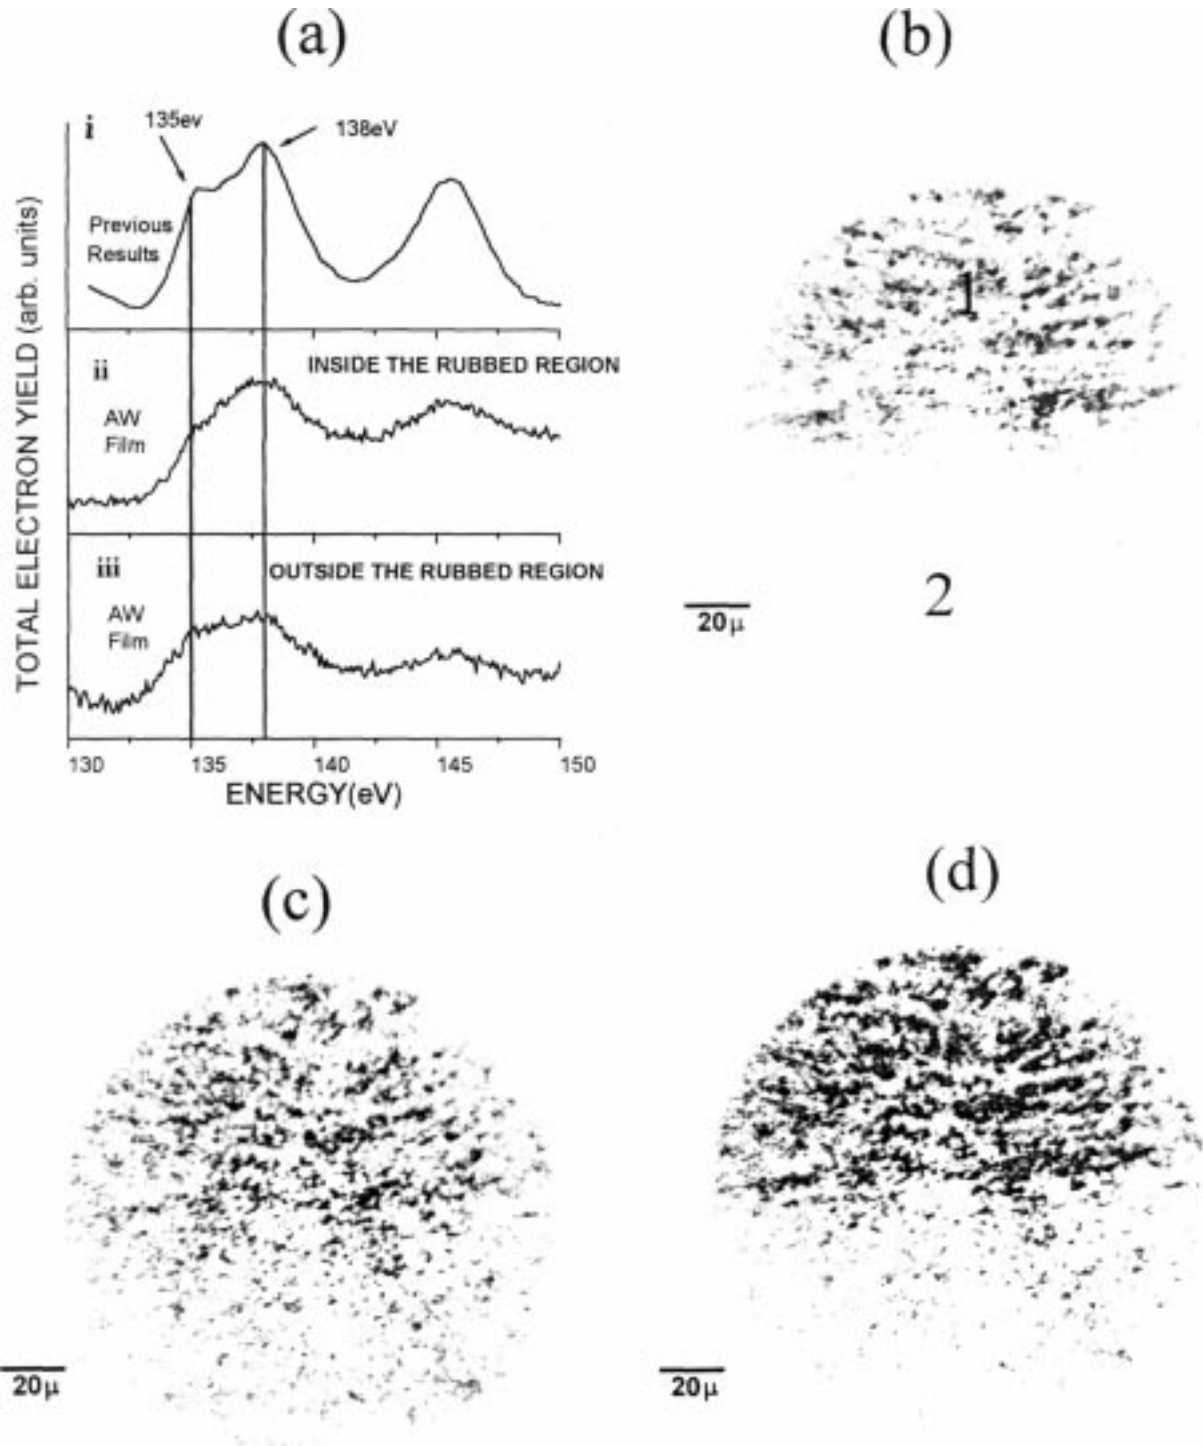 (a)
(b)
TOTAL ELECTRON YIELD (arb. units)
i
135ev
138eV
Previous
Results
ii
INSIDE THE RUBBED REGION
AW
Film
iii
OUTSIDE THE RUBBED REGION
AW
Film
130 135 140 145 150
ENERGY(eV)
1
2
20μ
(c)
(d)
20μ
20μ